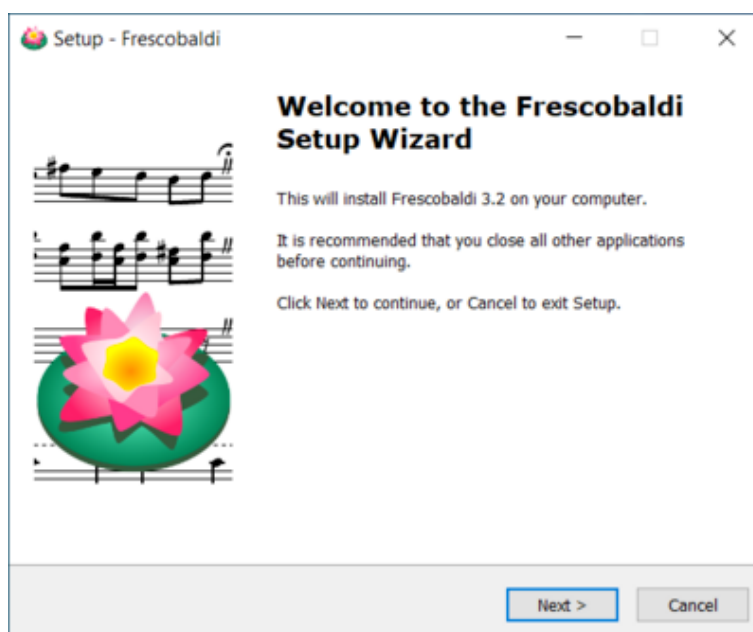 Setup - Frescobaldi
Welcome to the Frescobaldi
Setup Wizard
This will install Frescobaldi 3.2 on your computer.
It is recommended that you close all other applications
before continuing.
Click Next to continue, or Cancel to exit Setup.
Next >
Cancel